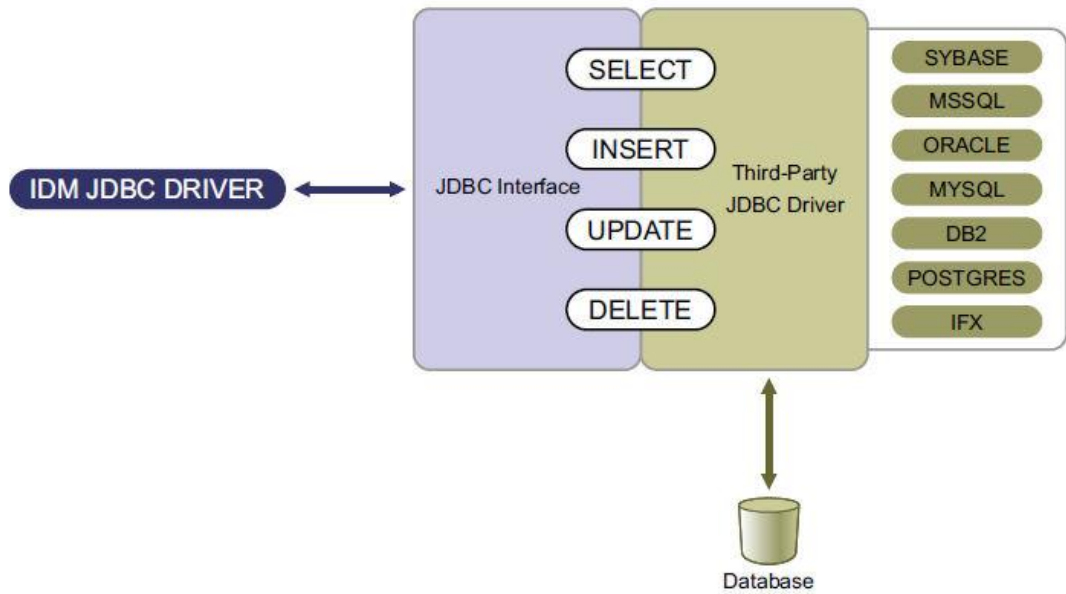 IDM JDBC DRIVER
JDBC Interface
SELECT
INSERT
UPDATE
DELETE
Third-Party
JDBC Driver
SYBASE
MSSQL
ORACLE
MYSQL
DB2
POSTGRES
IFX
Database